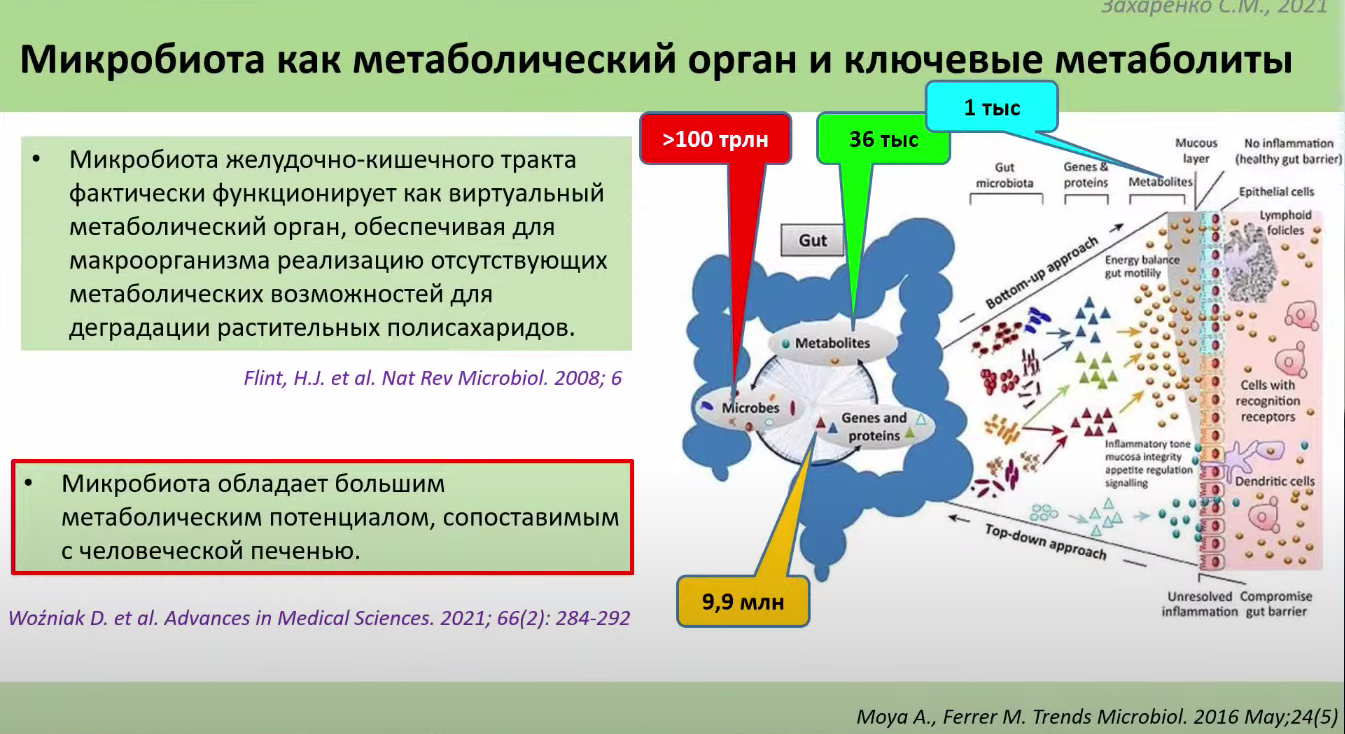 Захаренко С.М., 2021
Микробиота как метаболический орган и ключевые метаболиты
• Микробиота желудочно-кишечного тракта
фактически функционирует как виртуальный
метаболический орган, обеспечивая для
макроорганизма реализацию отсутствующих
метаболических возможностей для
деградации растительных полисахаридов.
Flint, H.J. et al. Nat Rev Microbiol. 2008; 6
• Микробиота обладает большим
метаболическим потенциалом, сопоставимым
с человеческой печенью.
Woźniak D. et al. Advances in Medical Sciences. 2021; 66(2): 284-292
>100 трлн
36 тыс
1 тыс
9,9 млн
Gut
Metabolites
Microbes
Genes and
proteins
Gut
microbiota
Genes &
proteins
Metabolites
Mucous
layer
No inflammation
(healthy gut barrier)
Epithelial cells
Lymphoid
folicles
Bottom-up approach
Energy balance
gut motilily
Cells with
recognition
receptors
Inflammatory tone
mucosa integrity
appetite regulation
signalling
Dendritic cells
Top-down approach
Unresolved
inflammation
Compromise
gut barrier
Moya A., Ferrer M. Trends Microbiol. 2016 May;24(5)